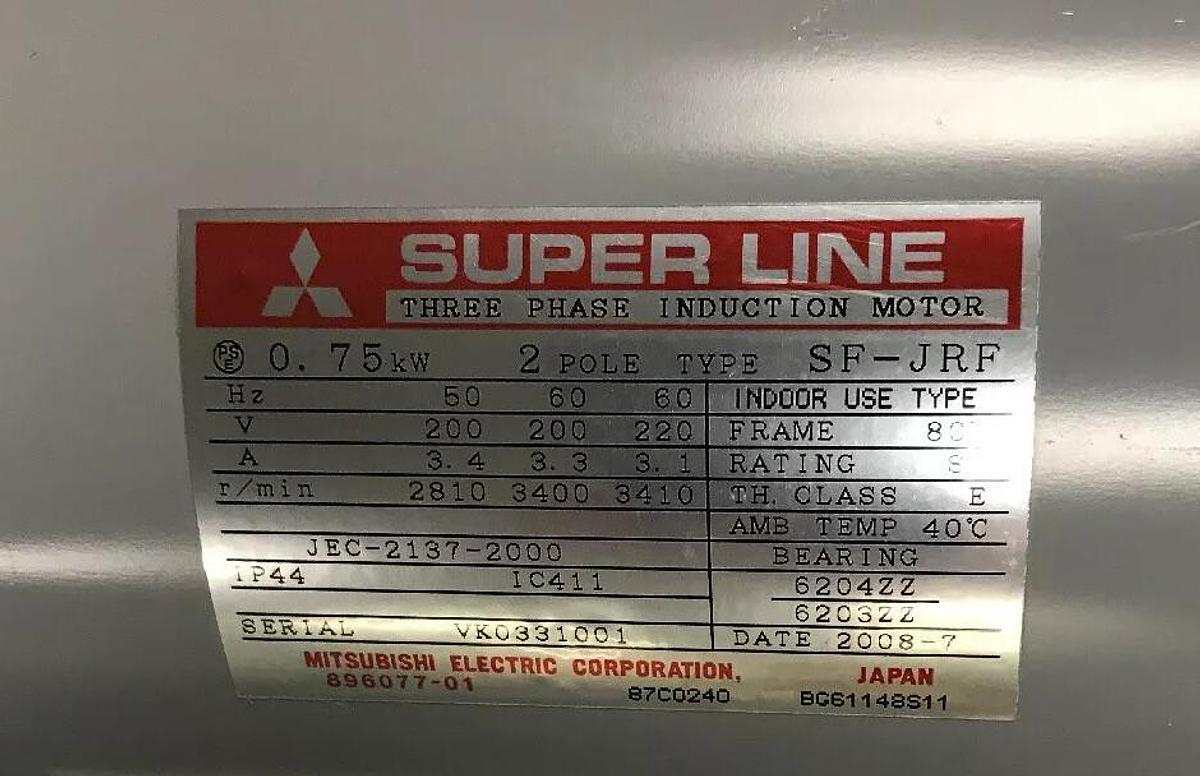 SUPER LINE
THREE PHASE INDUCTION MOTOR
PSE 0.75kW 2 POLE TYPE SF-JRF
Hz 50 60 60 INDOOR USE TYPE
V 200 200 220 FRAME
A 3.4 3.3 3.1 RATING
r/min 2810 3400 3410 TH. CLASS E
AMB TEMP 40℃
JEC-2137-2000 BEARING
IP44 IC411 6204ZZ
6203ZZ
SERIAL VK0331001 DATE 2008-7
MITSUBISHI ELECTRIC CORPORATION, JAPAN
896077-01 87C0240 BG61148S11